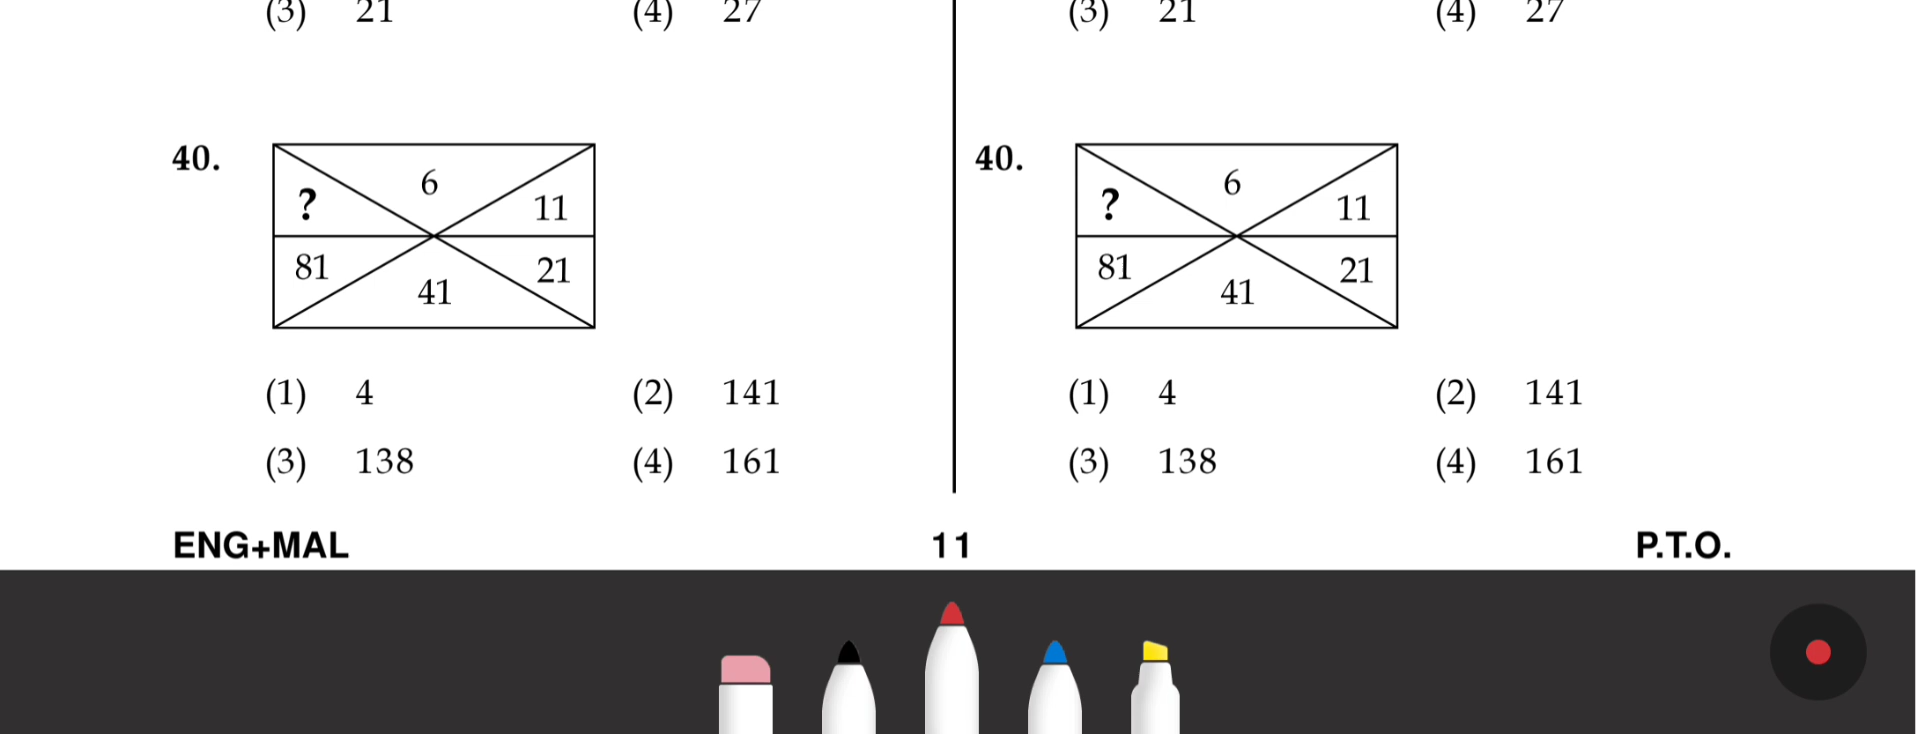 (3) 21 (4) 27
(3) 21 (4) 27
40.
6
?
11
81
21
41
(1) 4 (2) 141
(3) 138 (4) 161
40.
6
?
11
81
21
41
(1) 4 (2) 141
(3) 138 (4) 161
ENG+MAL 11 P.T.O.